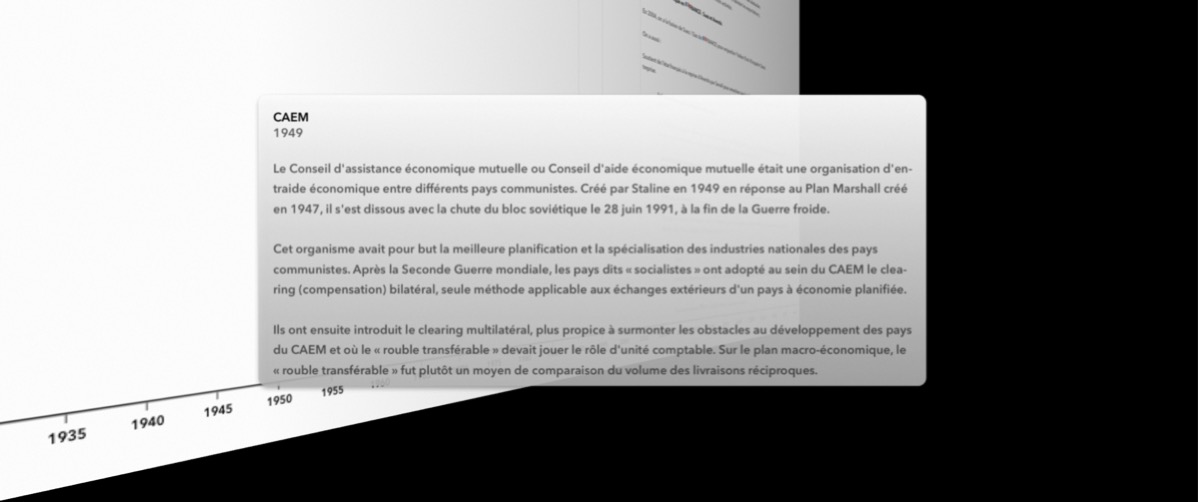 CAEM
1949
Le Conseil d'assistance économique mutuelle ou Conseil d'aide économique mutuelle était une organisation d'en-
traide économique entre différents pays communistes. Créé par Staline en 1949 en réponse au Plan Marshall créé
en 1947, il s'est dissous avec la chute du bloc soviétique le 28 juin 1991, à la fin de la Guerre froide.
Cet organisme avait pour but la meilleure planification et la spécialisation des industries nationales des pays
communistes. Après la Seconde Guerre mondiale, les pays dits « socialistes » ont adopté au sein du CAEM le clea-
ring (compensation) bilatéral, seule méthode applicable aux échanges extérieurs d'un pays à économie planifiée.
Ils ont ensuite introduit le clearing multilatéral, plus propice à surmonter les obstacles au développement des pays
du CAEM et où le « rouble transférable » devait jouer le rôle d'unité comptable. Sur le plan macro-économique, le
« rouble transférable » fut plutôt un moyen de comparaison du volume des livraisons réciproques.
1935 1940 1945 1950 1955